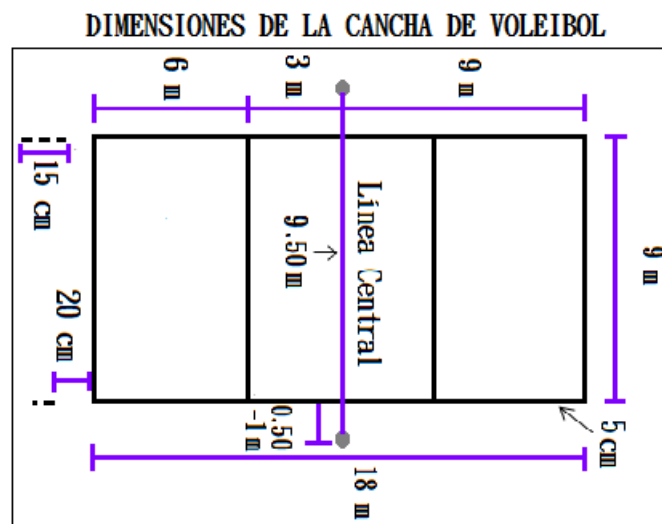 DIMENSIONES DE LA CANCHA DE VOLEIBOL
6 m
3 m
9 m
15 cm
Línea Central
9.50 m
9 m
20 cm
0.50
-1 m
5 cm
18 m